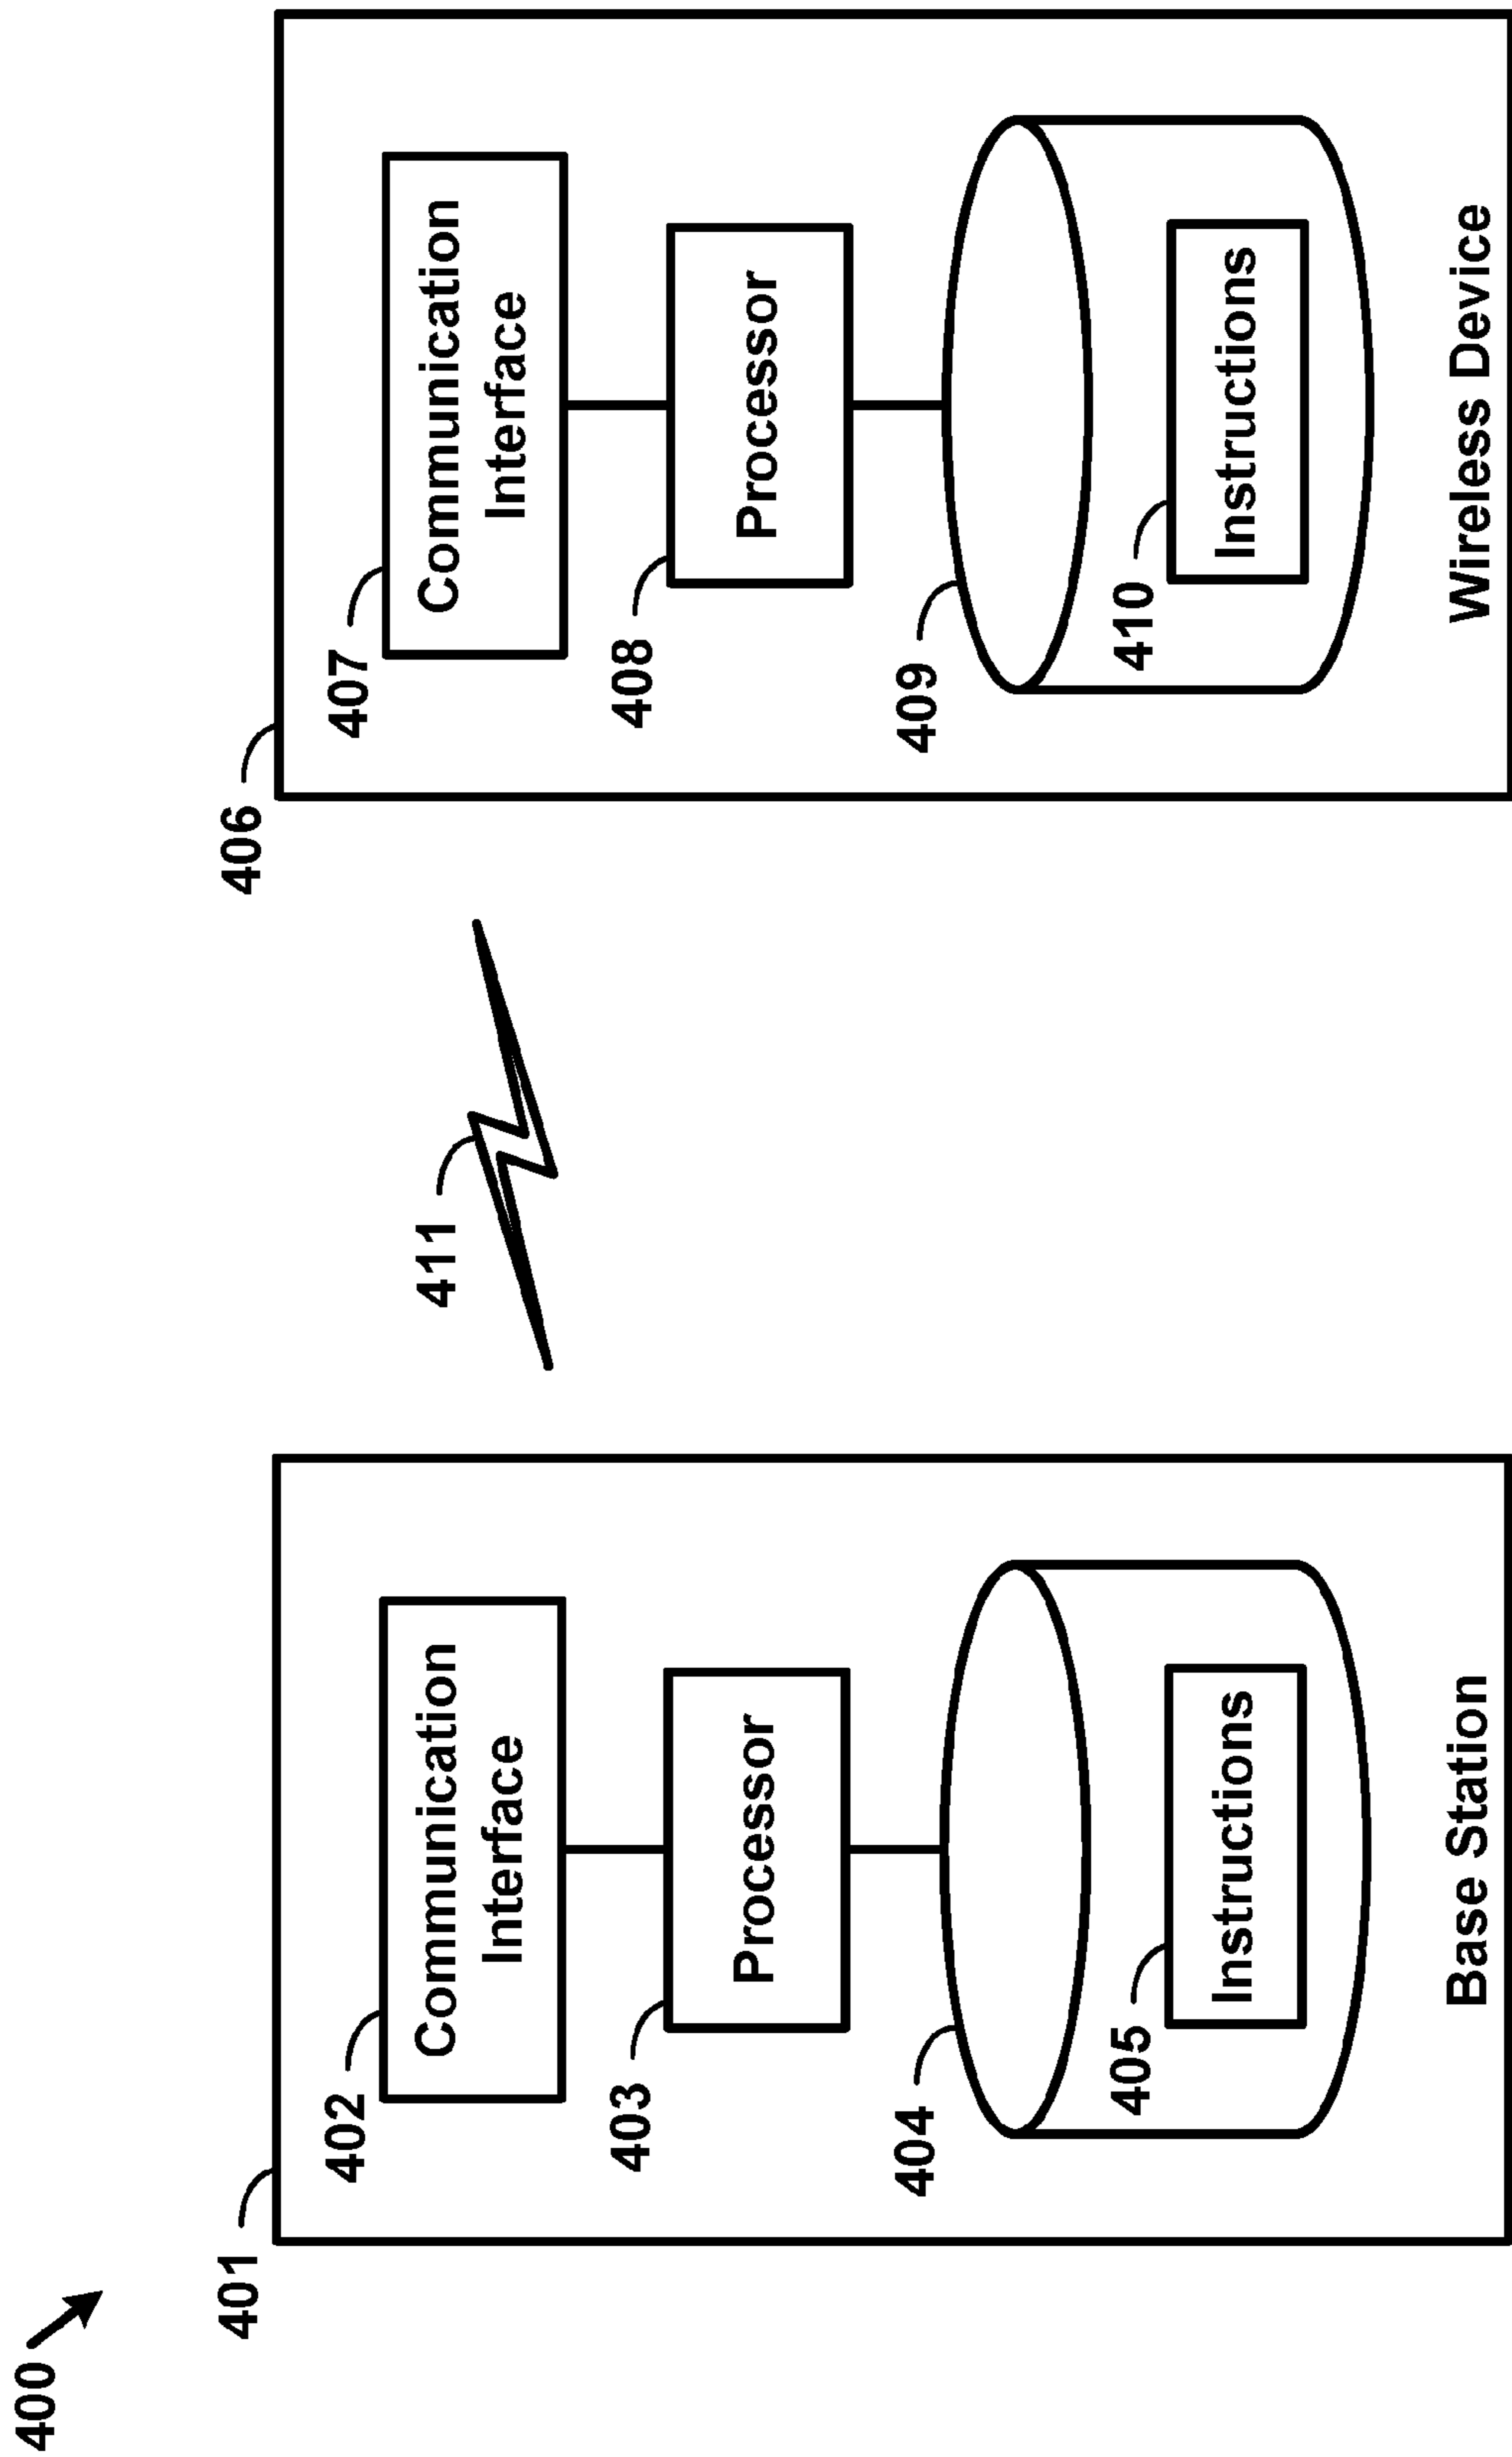 400
401
402
Communication
Interface
403
Processor
404
405
Instructions
Base Station
411
406
407
Communication
Interface
408
Processor
409
410
Instructions
Wireless Device